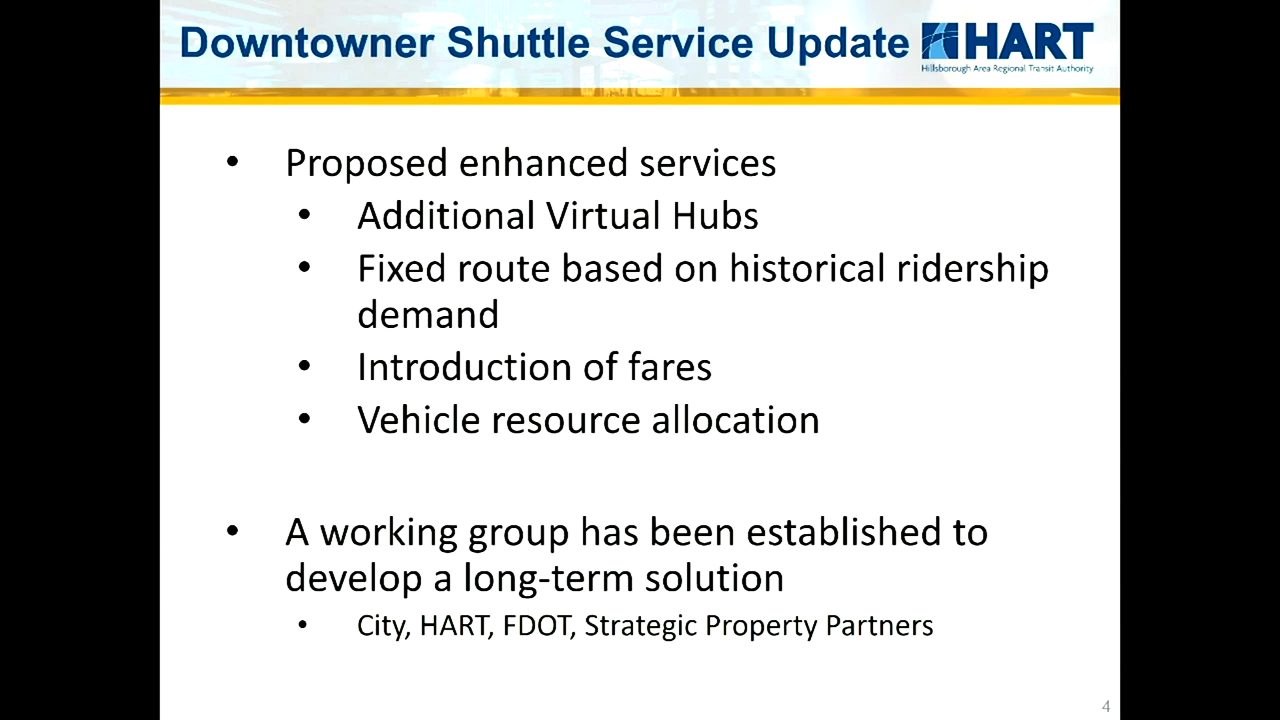 Downtowner Shuttle Service Update
HART
Hillsborough Area Regional Transit Authority
• Proposed enhanced services
• Additional Virtual Hubs
• Fixed route based on historical ridership
demand
• Introduction of fares
• Vehicle resource allocation
• A working group has been established to
develop a long-term solution
• City, HART, FDOT, Strategic Property Partners
4